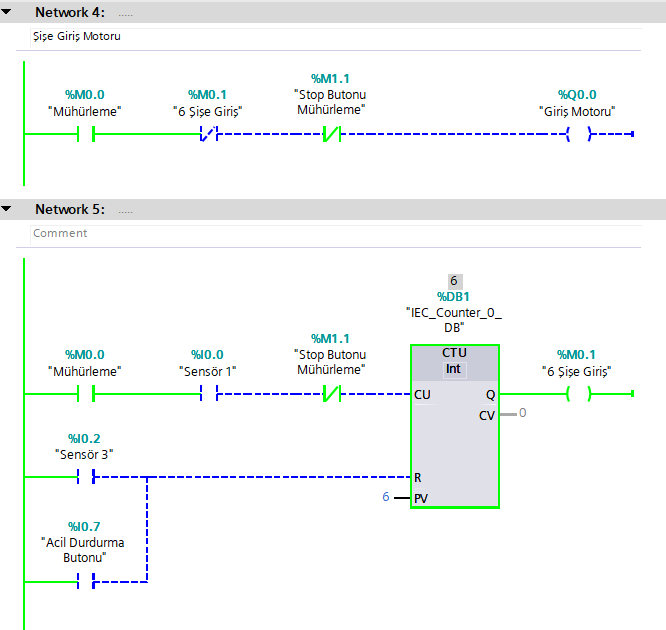 Network 4: .....
Şişe Giriş Motoru
%M0.0
"Mühürleme"
%M0.1
"6 Şişe Giriş"
%M1.1
"Stop Butonu
Mühürleme"
%Q0.0
"Giriş Motoru"
Network 5: .....
Comment
6
%DB1
"IEC_Counter_0_
DB"
%M0.0
"Mühürleme"
%I0.0
"Sensör 1"
%M1.1
"Stop Butonu
Mühürleme"
CTU
Int
%M0.1
"6 Şişe Giriş"
CU
Q
CV
0
%I0.2
"Sensör 3"
R
6
PV
%I0.7
"Acil Durdurma
Butonu"